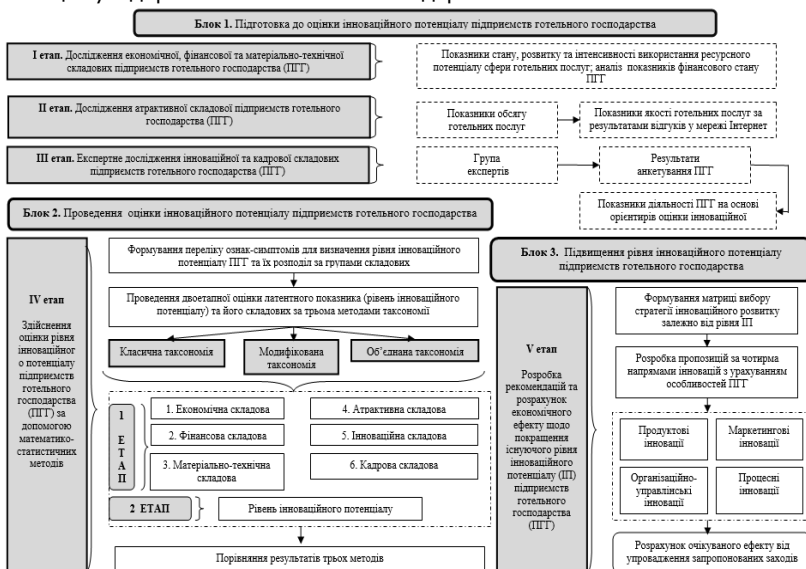 Блок 1. Підготовка до оцінки інноваційного потенціалу підприємств готельного господарства
І етап. Дослідження економічної, фінансової та матеріально-технічної
складових підприємств готельного господарства (ПГГ)
Показники стану, розвитку та інтенсивності використання ресурсного
потенціалу сфери готельних послуг; аналіз показників фінансового стану
ПГГ
ІІ етап. Дослідження атрактивної складової підприємств готельного
господарства (ПГГ)
Показники обсягу
готельних послуг
Показники якості готельних послуг за
результатами відгуків у мережі Інтернет
ІІІ етап. Експертне дослідження інноваційної та кадрової складових
підприємств готельного господарства (ПГГ)
Група
експертів
Результати
анкетування ПГГ
Показники діяльності ПГГ на основі
орієнтирів оцінки інноваційної
Блок 2. Проведення оцінки інноваційного потенціалу підприємств готельного господарства
IV етап
Здійснення
оцінки рівня
інноваційног
о потенціалу
підприємств
готельного
господарства
(ПГГ) за
допомогою
математико-
статистичних
методів
Формування переліку ознак-симптомів для визначення рівня інноваційного
потенціалу ПГГ та їх розподіл за групами складових
Проведення двоетапної оцінки латентного показника (рівень інноваційного
потенціалу) та його складових за трьома методами таксономії
Класична таксономія
Модифікована
таксономія
Об’єднана таксономія
1
Е
Т
А
П
1. Економічна складова
2. Фінансова складова
3. Матеріально-технічна
складова
4. Атрактивна складова
5. Інноваційна складова
6. Кадрова складова
2 ЕТАП
Рівень інноваційного потенціалу
Порівняння результатів трьох методів
Блок 3. Підвищення рівня інноваційного потенціалу
підприємств готельного господарства
V етап
Розробка
рекомендацій та
розрахунок
економічного
ефекту щодо
покращення
існуючого рівня
інноваційного
потенціалу (ІП)
підприємств
готельного
господарства
(ПГГ)
Формування матриці вибору
стратегії інноваційного розвитку
залежно від рівня ІП
Розробка пропозицій за чотирма
напрямами інновацій з урахуванням
особливостей ПГГ
Продуктові
інновації
Маркетингові
інновації
Організаційно-
управлінські
інновації
Процесні
інновації
Розрахунок очікуваного ефекту від
упровадження запропонованих заходів